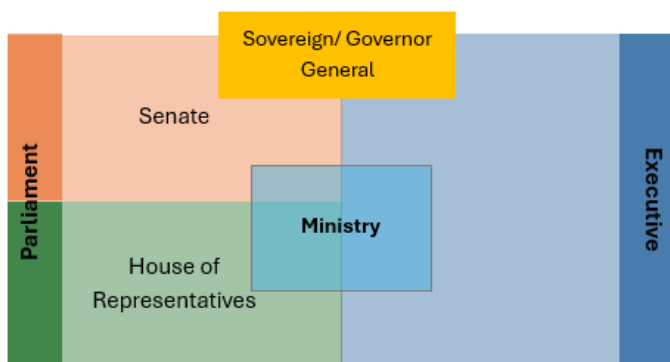 Sovereign/ Governor
General
Senate
Parliament
Executive
Ministry
House of
Representatives